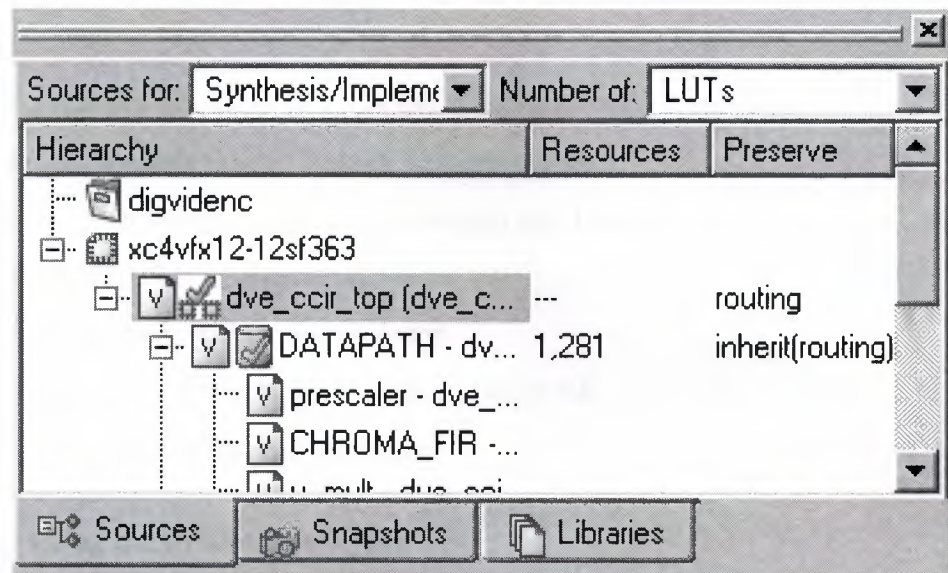 Sources for: Synthesis/Impleme Number of: LUTs
Hierarchy Resources Preserve
digvidenc
xc4vfx12-12sf363
dve_ccir_top (dve_c... --- routing
DATAPATH - dv... 1,281 inherit(routing)
prescaler - dve_...
CHROMA_FIR -...
Sources Snapshots Libraries